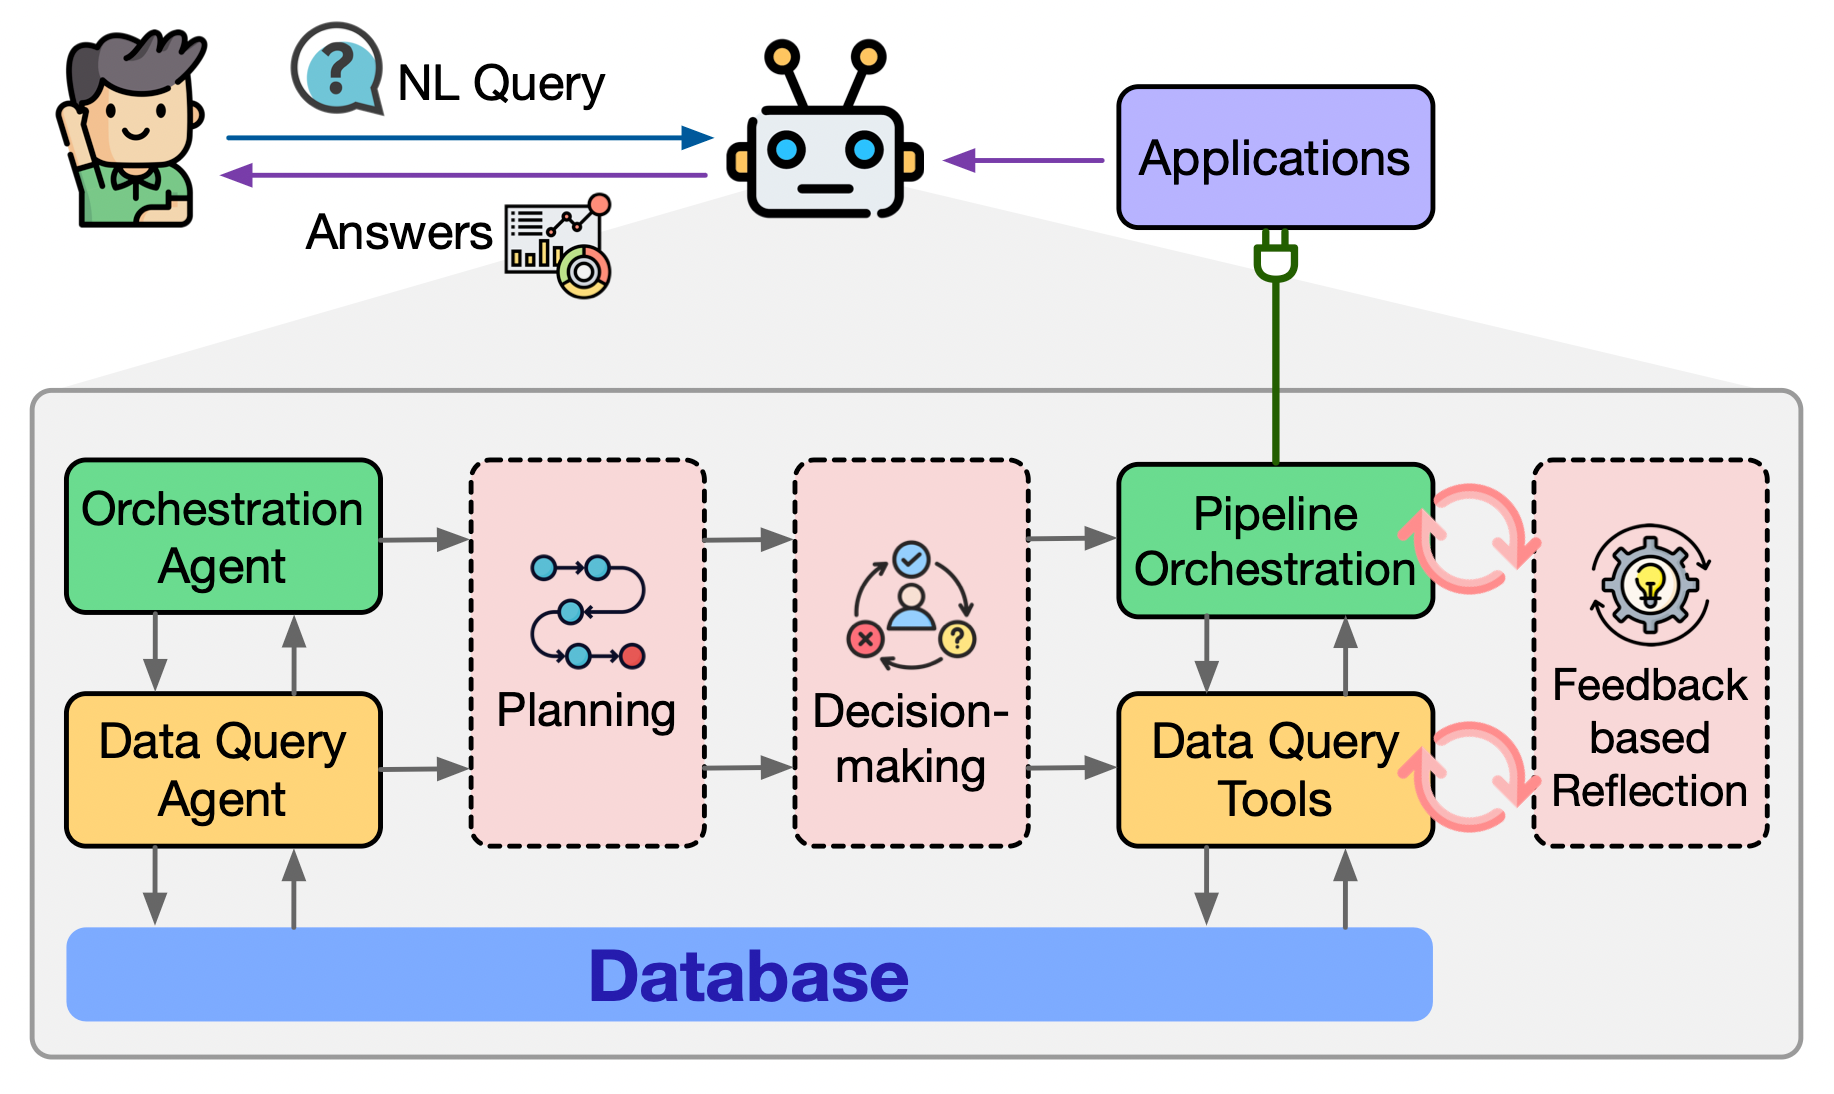 NL Query
Answers
Applications
Orchestration
Agent
Planning
Decision-
making
Pipeline
Orchestration
Feedback
based
Reflection
Data Query
Agent
Data Query
Tools
Database